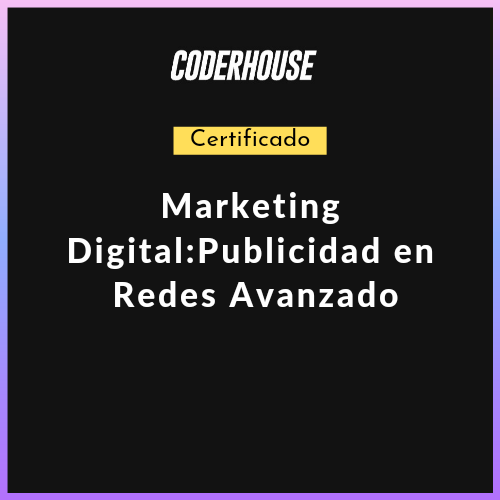 CODERHOUSE
Certificado
Marketing
Digital:Publicidad en
Redes Avanzado